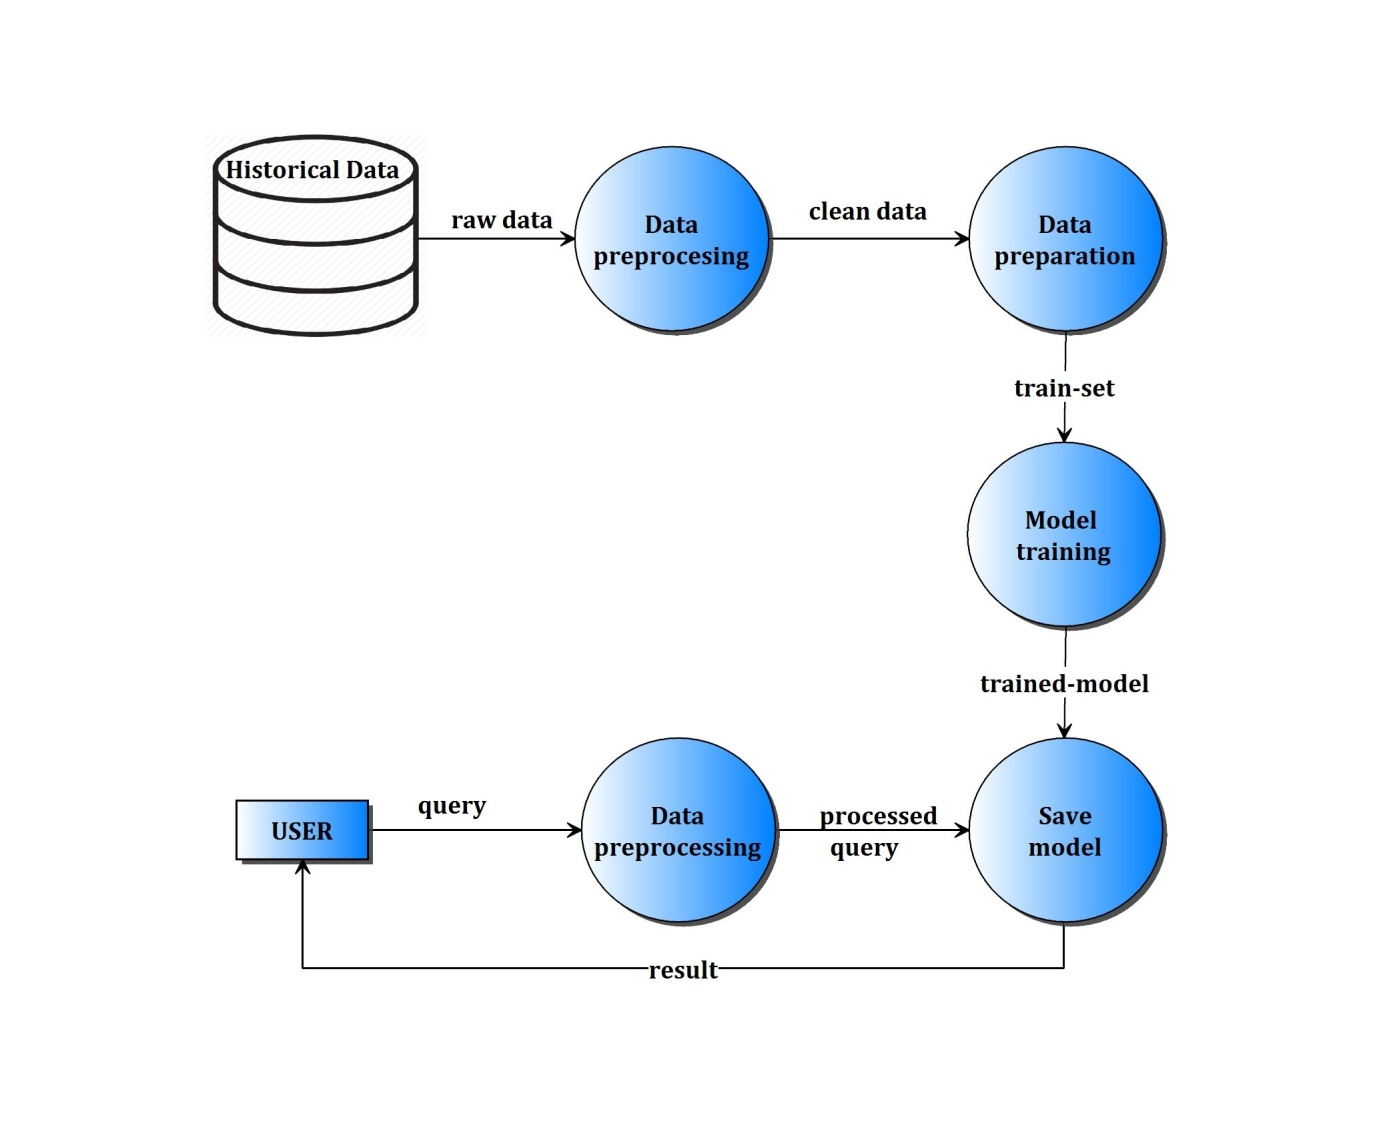 Historical Data
raw data
Data
preprocesing
clean data
Data
preparation
train-set
Model
training
trained-model
USER
query
Data
preprocessing
processed
query
Save
model
result